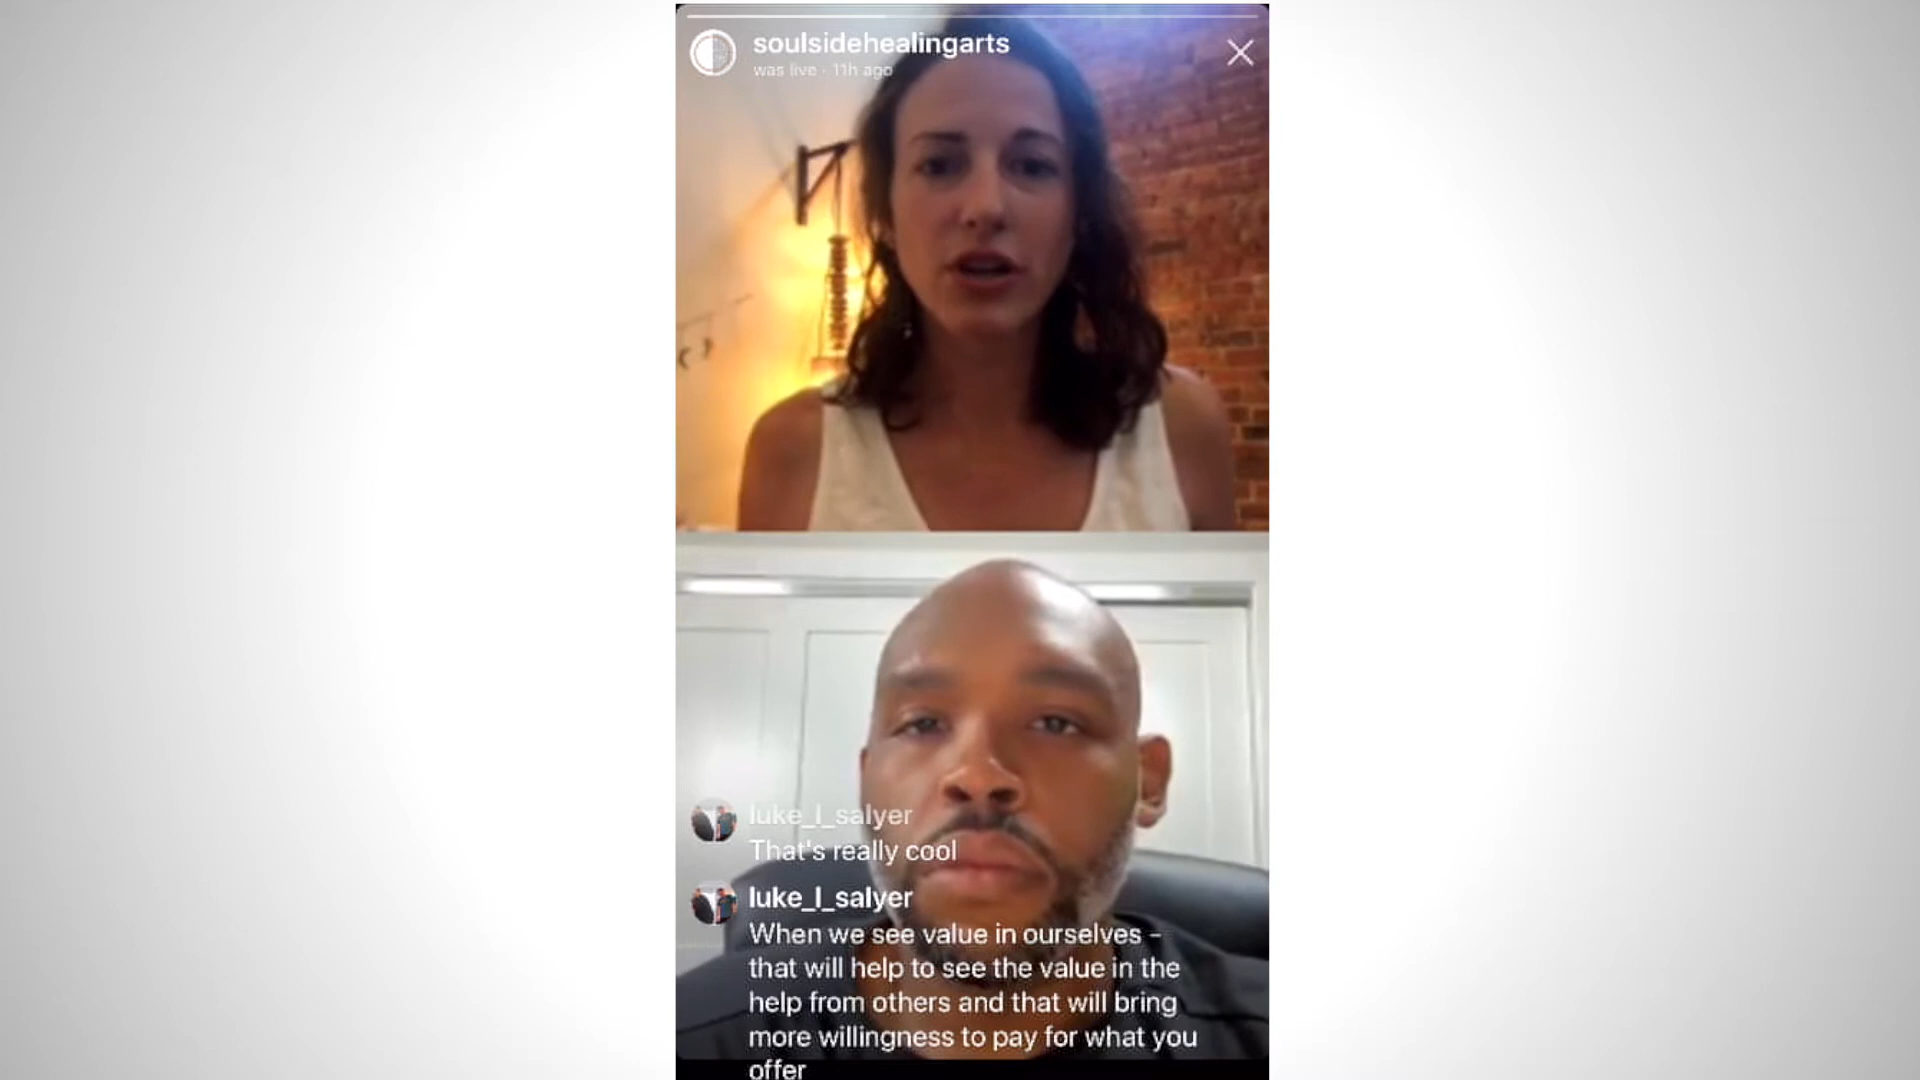 soulsidehealingarts
was live · 11h ago
luke_l_salyer
That's really cool
luke_l_salyer
When we see value in ourselves -
that will help to see the value in the
help from others and that will bring
more willingness to pay for what you
offer